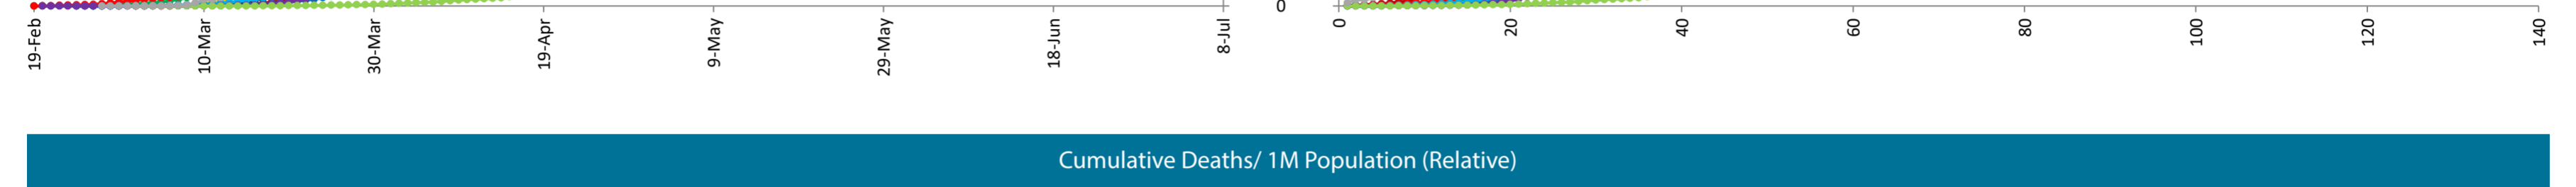 0
19-Feb 10-Mar 30-Mar 19-Apr 9-May 29-May 18-Jun 8-Jul
0 20 40 60 80 100 120 140
Cumulative Deaths/ 1M Population (Relative)